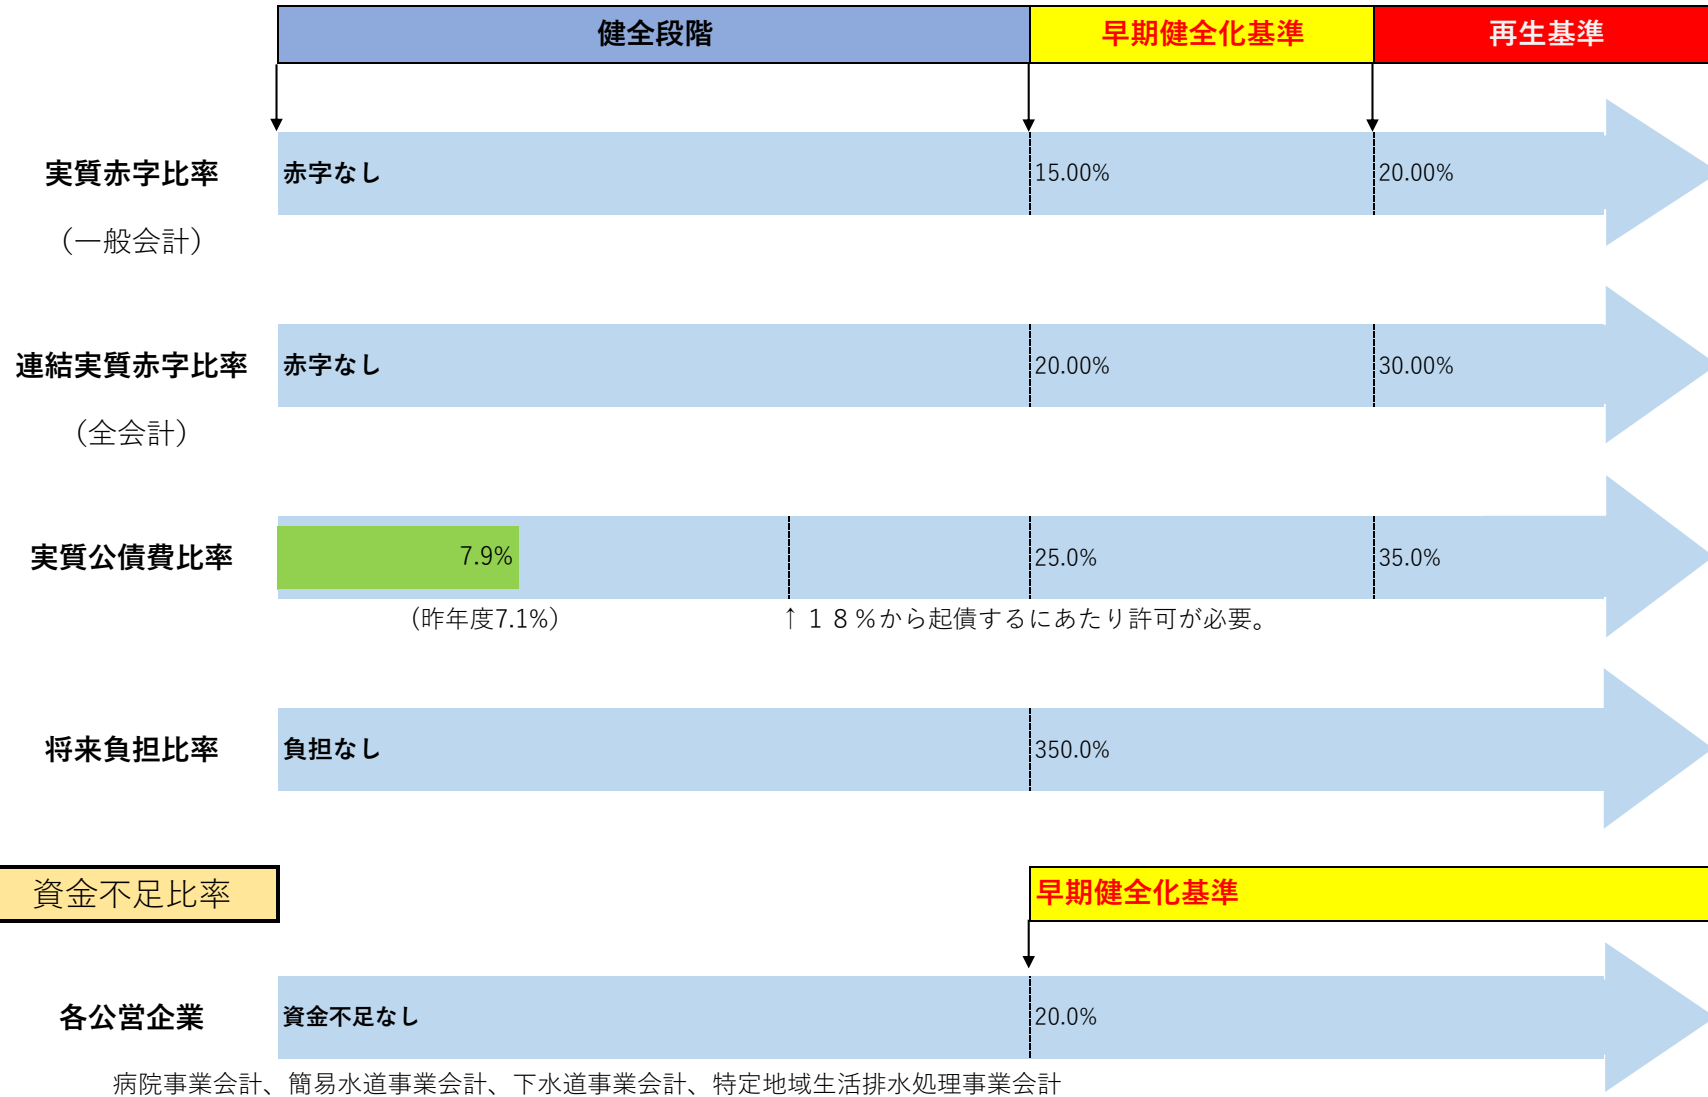 健全段階 早期健全化基準 再生基準
実質赤字比率 赤字なし 15.00% 20.00%
（一般会計）
連結実質赤字比率 赤字なし 20.00% 30.00%
（全会計）
実質公債費比率 7.9% 25.0% 35.0%
（昨年度7.1%） ↑１８％から起債するにあたり許可が必要。
将来負担比率 負担なし 350.0%
資金不足比率 早期健全化基準
各公営企業 資金不足なし 20.0%
病院事業会計、簡易水道事業会計、下水道事業会計、特定地域生活排水処理事業会計